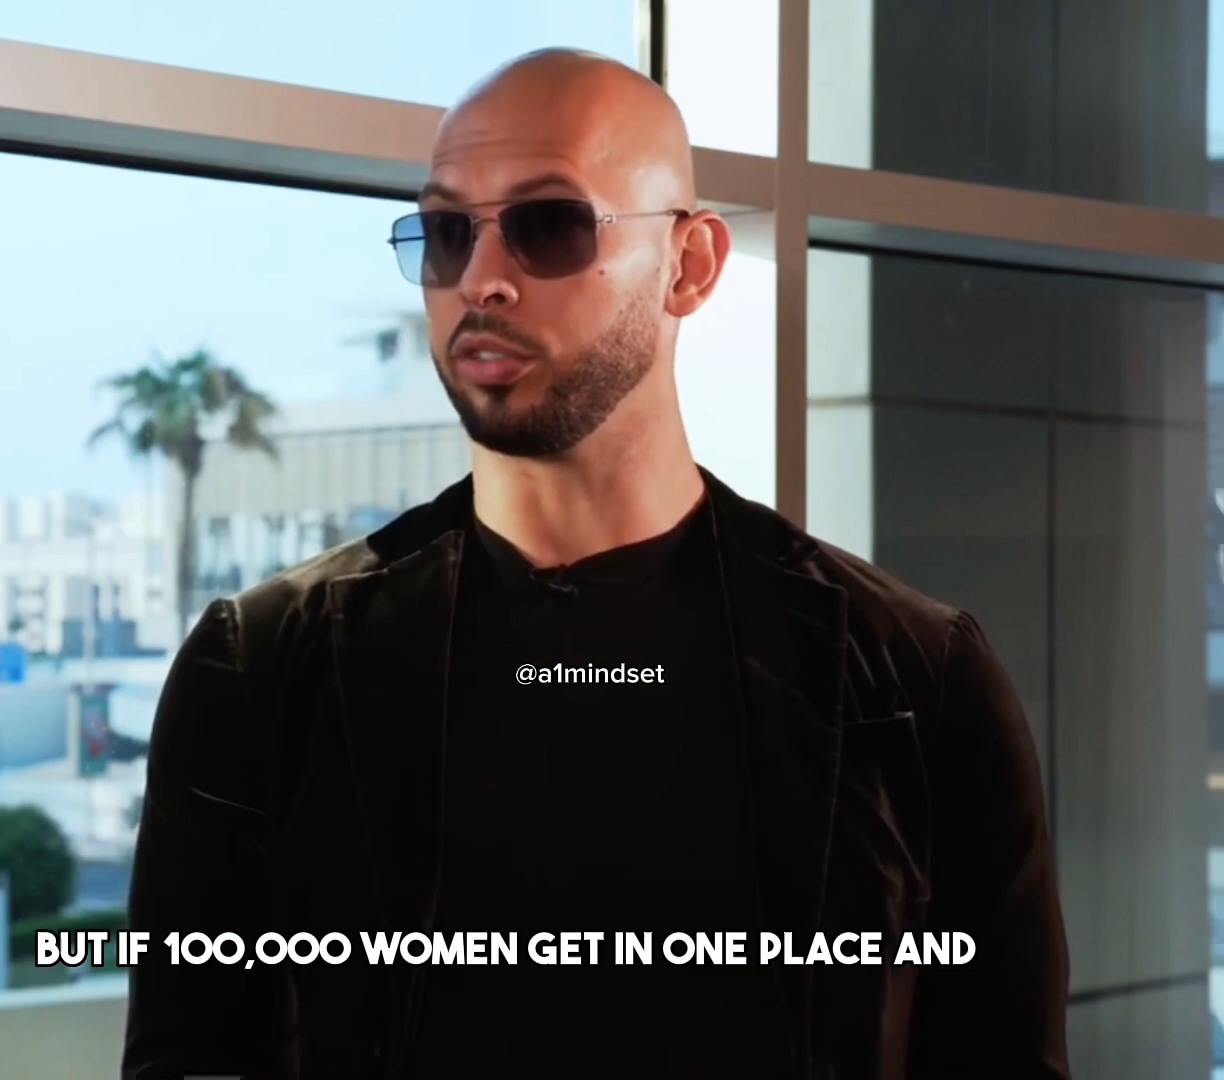 @a1mindset
BUT IF 100,000 WOMEN GET IN ONE PLACE AND